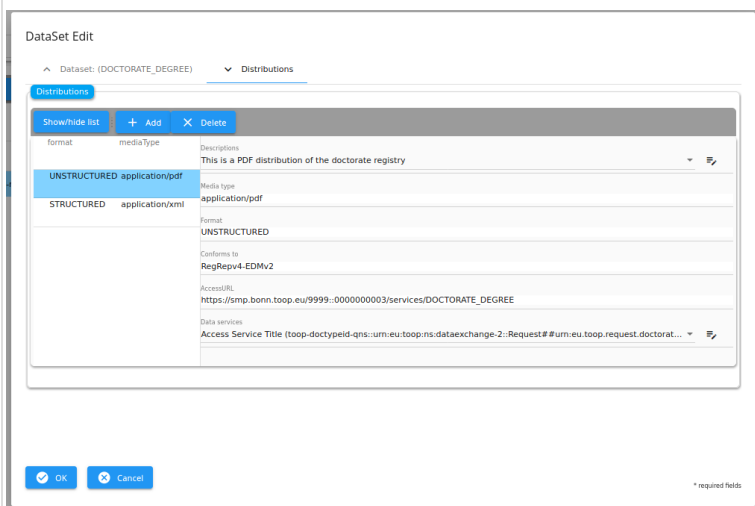 DataSet Edit
Dataset: (DOCTORATE_DEGREE)
Distributions
Distributions
Show/hide list
Add
Delete
format mediaType
UNSTRUCTURED application/pdf
STRUCTURED application/xml
Descriptions
This is a PDF distribution of the doctorate registry
Media type
application/pdf
Format
UNSTRUCTURED
Conforms to
RegRepv4-EDMv2
AccessURL
https://smp.bonn.toop.eu/9999::0000000003/services/DOCTORATE_DEGREE
Data services
Access Service Title (toop-doctypeid-qns::urn:eu:toop:ns:dataexchange-2::Request##urn:eu.toop.request.doctorat...
OK
Cancel
* required fields